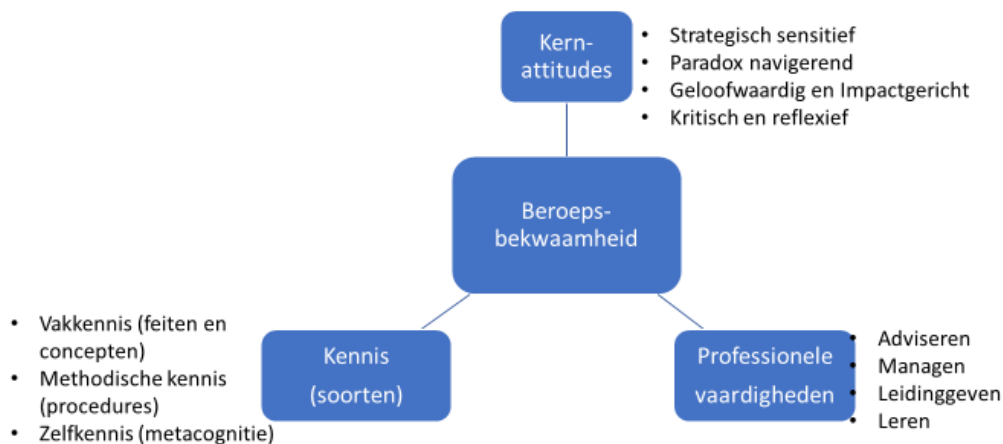 Kern-
attitudes
• Strategisch sensitief
• Paradox navigerend
• Geloofwaardig en Impactgericht
• Kritisch en reflexief
Beroeps-
bekwaamheid
• Vakkennis (feiten en
concepten)
• Methodische kennis
(procedures)
• Zelfkennis (metacognitie)
Kennis
(soorten)
Professionele
vaardigheden
• Adviseren
• Managen
• Leidinggeven
• Leren